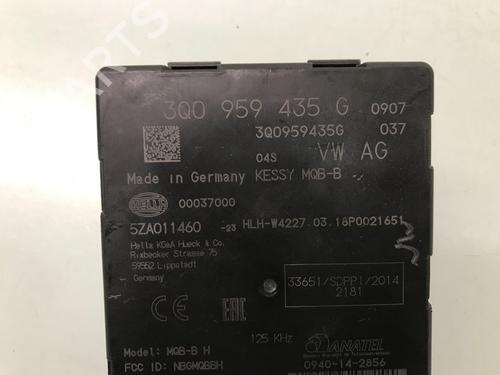 3Q0 959 435 G 0907
3Q0959435G 037
04S VW AG
Made in Germany KESSY MQB-B
HELLA 00037000
5ZA011460 -23 HLH-W4227.03.18P0021651
Hella KGaA Hueck & Co.
Rixbecker Strasse 75
59552 Lippstadt
Germany
33651/SDPPI/2014
2181
CE EAC
125 KHz ANATEL
Model: MQB-B H 0940-14-2856
FCC ID: NBGMQBBH